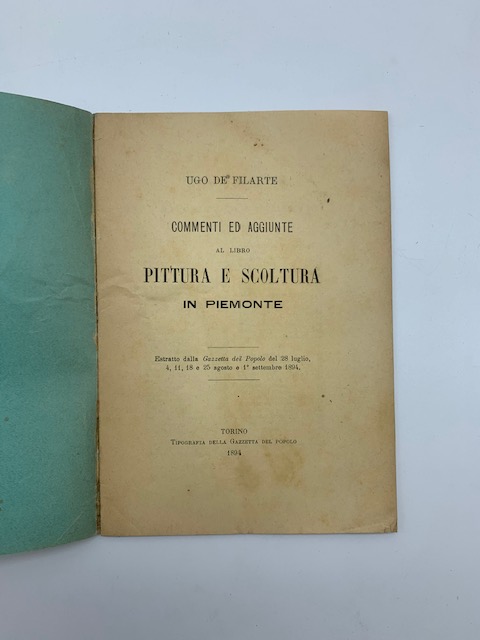 UGO DE' FILARTE
COMMENTI ED AGGIUNTE
AL LIBRO
PITTURA E SCOLTURA
IN PIEMONTE
Estratto dalla Gazzetta del Popolo del 28 luglio,
4, 11, 18 e 25 agosto e 1° settembre 1894.
TORINO
TIPOGRAFIA DELLA GAZZETTA DEL POPOLO
1894